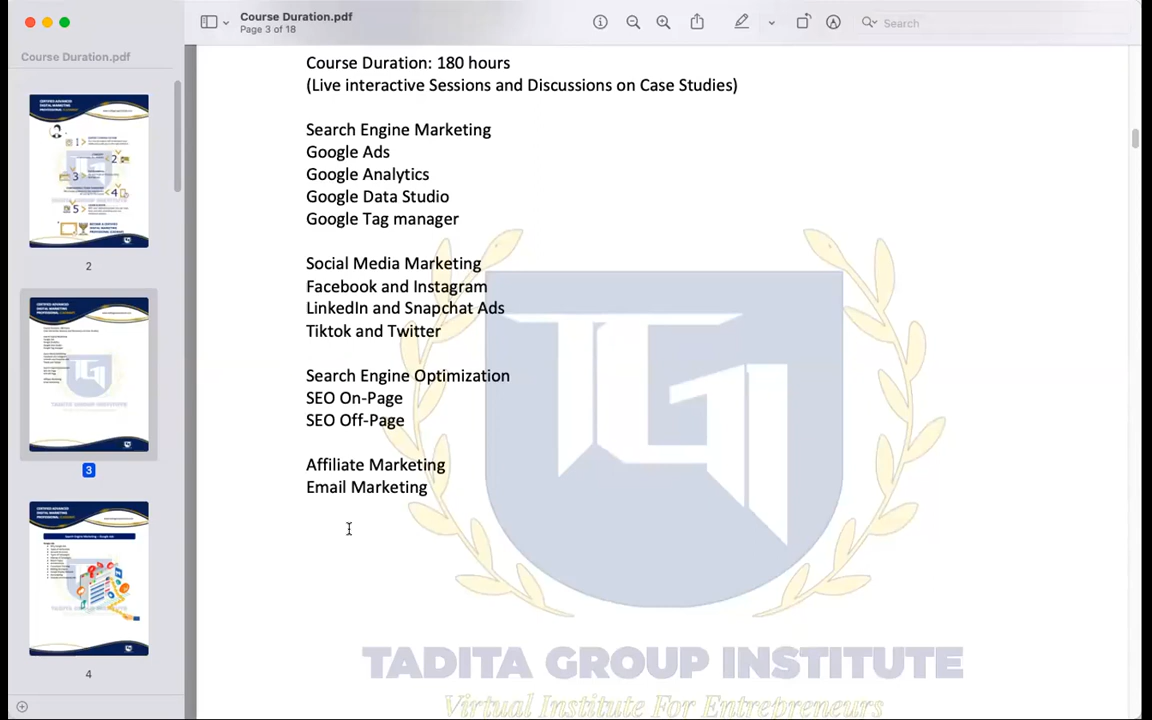 Course Duration.pdf
Page 3 of 18
Search
Course Duration.pdf
2
3
4
Course Duration: 180 hours
(Live interactive Sessions and Discussions on Case Studies)
Search Engine Marketing
Google Ads
Google Analytics
Google Data Studio
Google Tag manager
Social Media Marketing
Facebook and Instagram
LinkedIn and Snapchat Ads
Tiktok and Twitter
Search Engine Optimization
SEO On-Page
SEO Off-Page
Affiliate Marketing
Email Marketing
TADITA GROUP INSTITUTE
Virtual Institute For Entrepreneurs